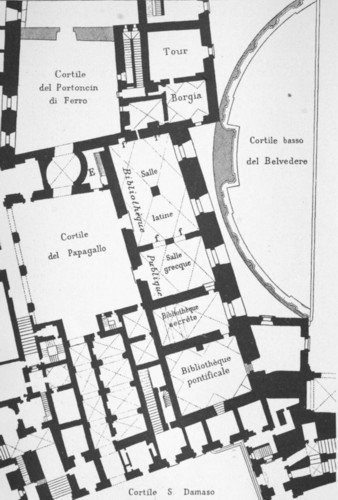 Cortile
del Portoncin
di Ferro
Tour
Borgia
Cortile basso
del Belvedere
E
Salle
latine
Bibliothèque
Publique
Cortile
del Papagallo
Salle
grecque
Bibliothèque
secrète
Bibliothèque
pontificale
Cortile S. Damaso